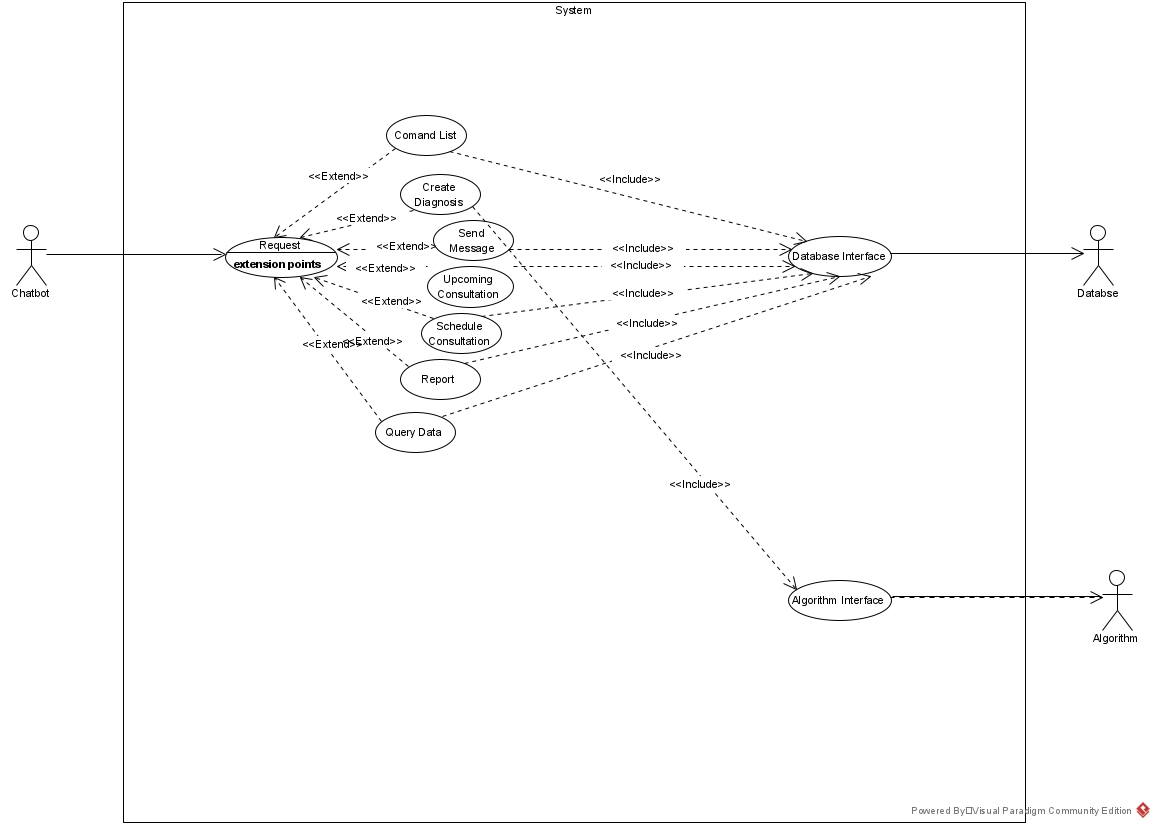 System
Comand List
<<Extend>>
<<Include>>
Create
Diagnosis
<<Extend>>
Send
Message
<<Extend>>
<<Include>>
Request
extension points
Database Interface
<<Extend>>
<<Include>>
Upcoming
Consultation
Chatbot
Databse
<<Extend>>
<<Include>>
Schedule
Consultation
<<Include>>
<<Extend>>
<<Extend>>
<<Include>>
Report
Query Data
<<Include>>
Algorithm Interface
Algorithm
Powered By Visual Paradigm Community Edition